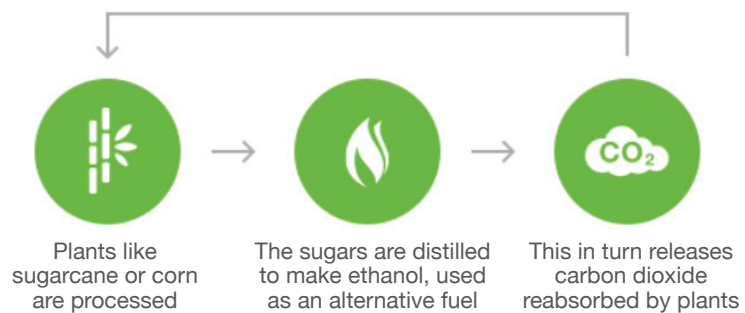 CO₂
Plants like
sugarcane or corn
are processed
The sugars are distilled
to make ethanol, used
as an alternative fuel
This in turn releases
carbon dioxide
reabsorbed by plants